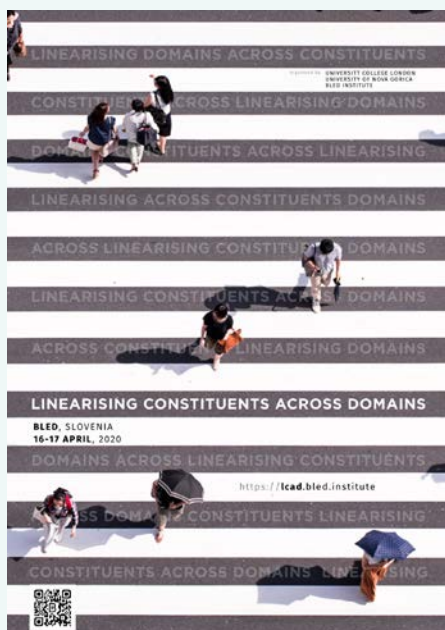 LINEARISING DOMAINS ACROSS CONSTITUENTS
organised by UNIVERSITY COLLEGE LONDON
UNIVERSITY OF NOVA GORICA
BLED INSTITUTE
CONSTITUENTS ACROSS LINEARISING DOMAINS
DOMAINS CONSTITUENTS ACROSS LINEARISING
LINEARISING ACROSS CONSTITUENTS DOMAINS
ACROSS LINEARISING CONSTITUENTS DOMAINS
LINEARISING CONSTITUENTS ACROSS DOMAINS
ACROSS CONSTITUENTS LINEARISING DOMAINS
LINEARISING CONSTITUENTS ACROSS DOMAINS
BLED, SLOVENIA
16-17 APRIL, 2020
DOMAINS ACROSS LINEARISING CONSTITUENTS
https://lcad.bled.institute
ACROSS DOMAINS CONSTITUENTS LINEARISING
CONSTITUENTS ACROSS DOMAINS LINEARISING